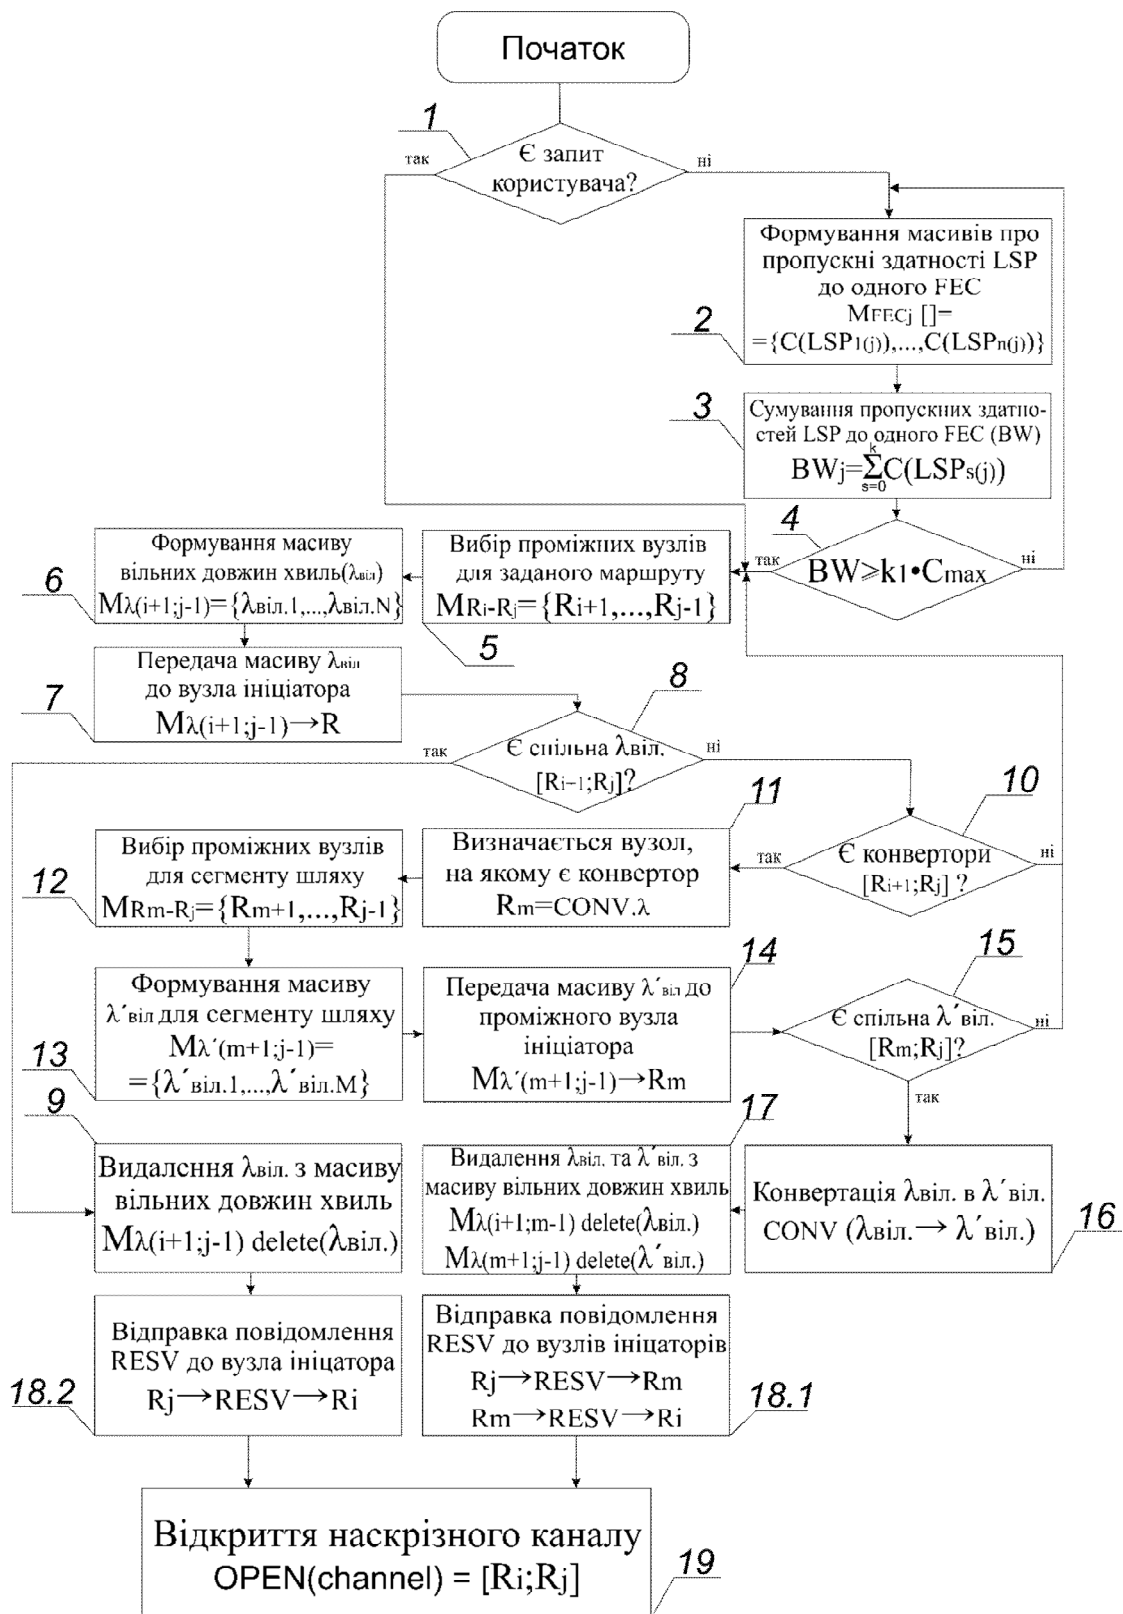 Початок
1
так
Є запит
користувача?
ні
Формування масивів про
пропускні здатності LSP
до одного FEC
MFECj []=
={C(LSP1(j)),...,C(LSPn(j))}
2
3
Сумування пропускних здатно-
стей LSP до одного FEC (BW)
BWj=∑C(LSPs(j))
k
s=0
4
так
BW⩾k1•Cmax
ні
Формування масиву
вільних довжин хвиль(λвіл)
Mλ(i+1;j-1)={λвіл.1,...,λвіл.N}
6
Вибір проміжних вузлів
для заданого маршруту
MRi-Rj={Ri+1,...,Rj-1}
5
Передача масиву λвіл
до вузла ініціатора
Mλ(i+1;j-1)→R
7
8
так
Є спільна λвіл.
[Ri+1;Rj]?
ні
10
Є конвертори
[Ri+1;Rj] ?
так
ні
11
Визначається вузол,
на якому є конвертор
Rm=CONV.λ
Вибір проміжних вузлів
для сегменту шляху
MRm-Rj={Rm+1,...,Rj-1}
12
Формування масиву
λ´віл для сегменту шляху
Mλ´(m+1;j-1)=
={λ´віл.1,...,λ´віл.M}
13
14
Передача масиву λ´віл до
проміжного вузла
ініціатора
Mλ´(m+1;j-1)→Rm
15
Є спільна λ´віл.
[Rm;Rj]?
ні
так
9
Видалення λвіл. з масиву
вільних довжин хвиль
Mλ(i+1;j-1) delete(λвіл.)
17
Видалення λвіл. та λ´віл. з
масиву вільних довжин хвиль
Mλ(i+1;m-1) delete(λвіл.)
Mλ(m+1;j-1) delete(λ´віл.)
Конвертація λвіл. в λ´віл.
CONV (λвіл.→ λ´віл.)
16
Відправка повідомлення
RESV до вузла ініцатора
Rj→RESV→Ri
18.2
Відправка повідомлення
RESV до вузлів ініцаторів
Rj→RESV→Rm
Rm→RESV→Ri
18.1
Відкриття наскрізного каналу
OPEN(channel) = [Ri;Rj]
19